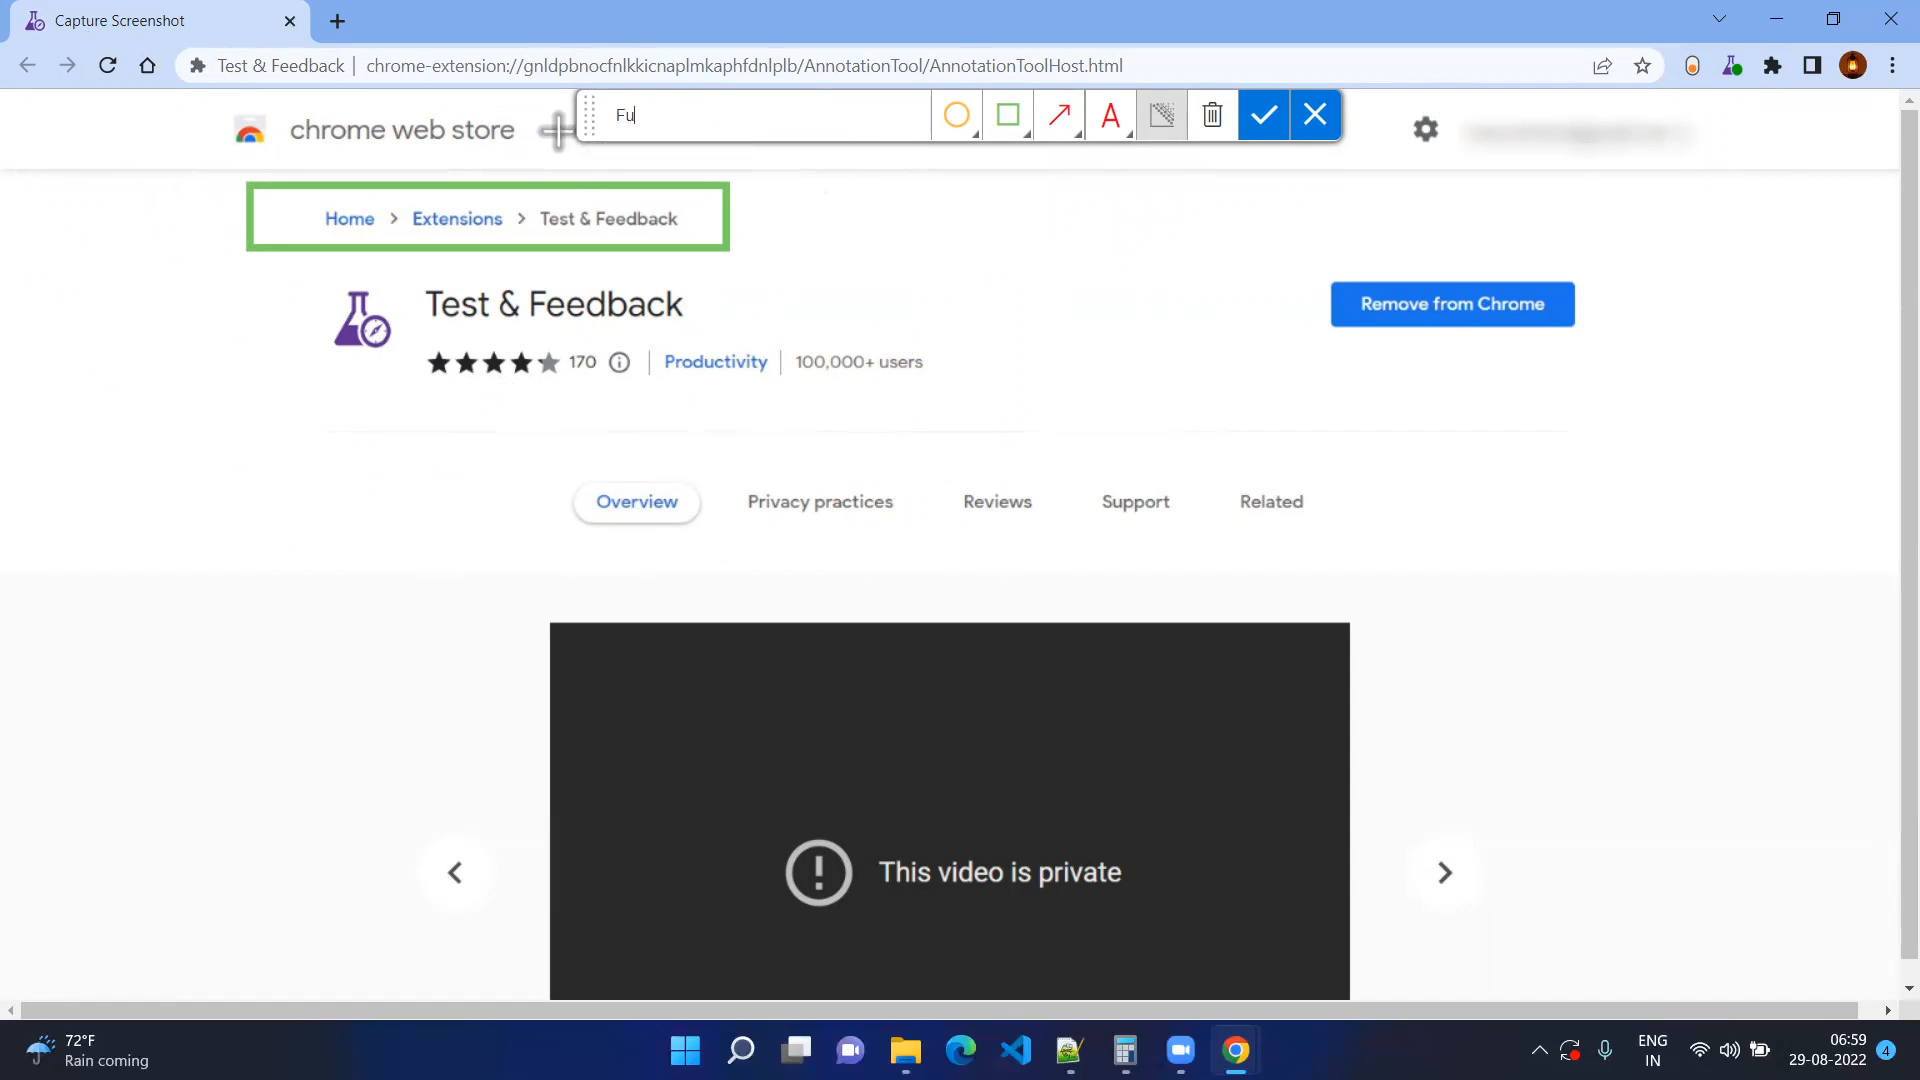 Capture Screenshot
Test & Feedback | chrome-extension://gnldpbnocfnlkkicnaplmkaphfdnlplb/AnnotationTool/AnnotationToolHost.html
chrome web store
Fu
A
Home > Extensions > Test & Feedback
Test & Feedback
Remove from Chrome
170
Productivity
100,000+ users
Overview
Privacy practices
Reviews
Support
Related
This video is private
72°F
Rain coming
ENG
IN
06:59
29-08-2022
4